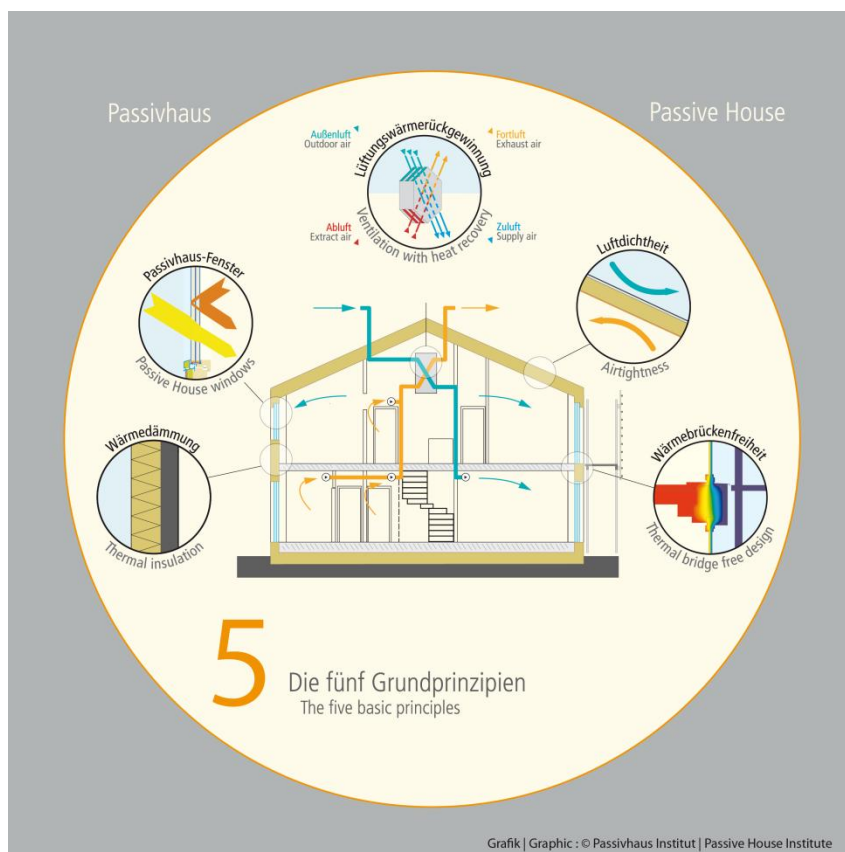 Passivhaus
Passive House
Außenluft
Outdoor air
Fortluft
Exhaust air
Lüftungswärmerückgewinnung
Ventilation with heat recovery
Abluft
Extract air
Zuluft
Supply air
Passivhaus-Fenster
Passive House windows
Luftdichtheit
Airtightness
Wärmedämmung
Thermal insulation
Wärmebrückenfreiheit
Thermal bridge free design
5
Die fünf Grundprinzipien
The five basic principles
Grafik | Graphic : © Passivhaus Institut | Passive House Institute